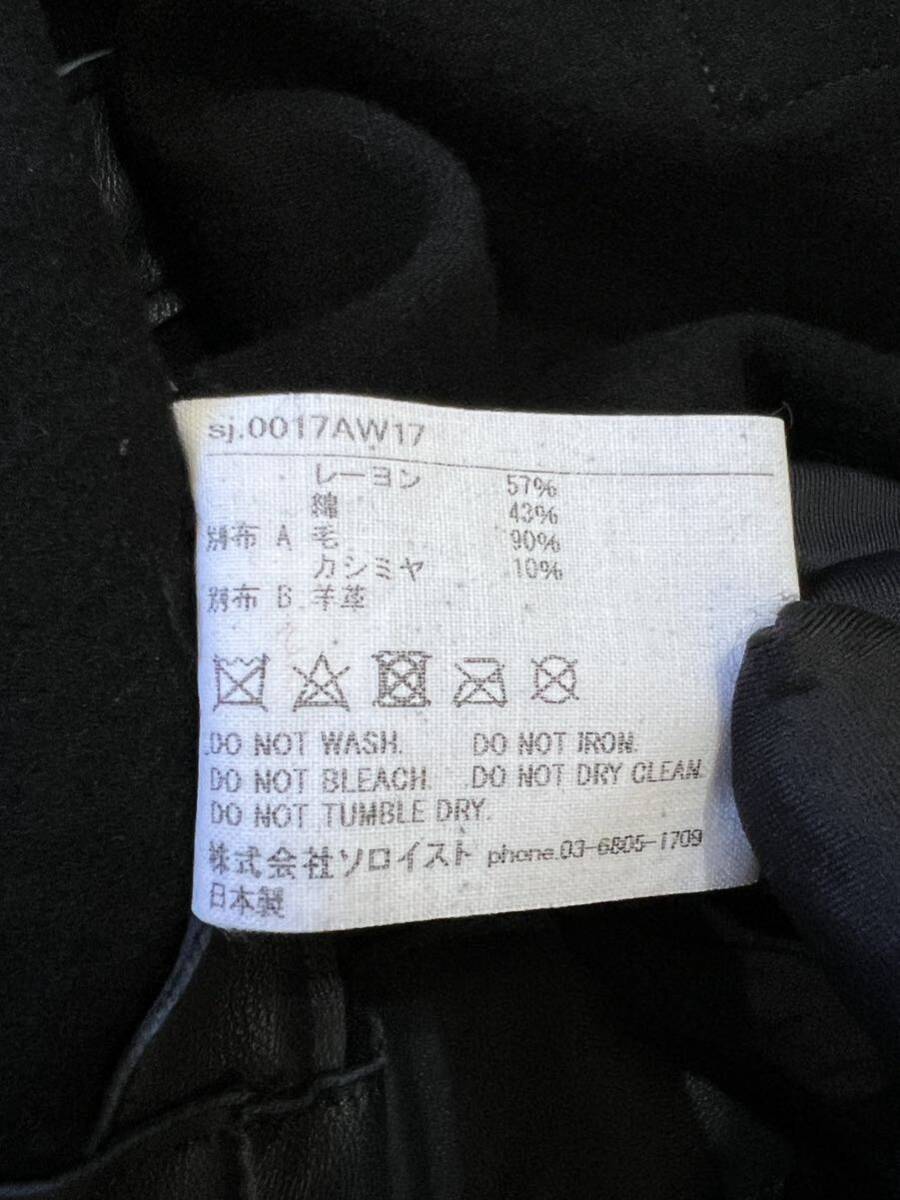 sj.0017AW17
レーヨン 57%
綿 43%
別布 A 毛 90%
カシミヤ 10%
別布 B 羊革
DO NOT WASH. DO NOT IRON.
DO NOT BLEACH. DO NOT DRY CLEAN.
DO NOT TUMBLE DRY.
株式会社ソロイスト phone.03-6805-1709
日本製